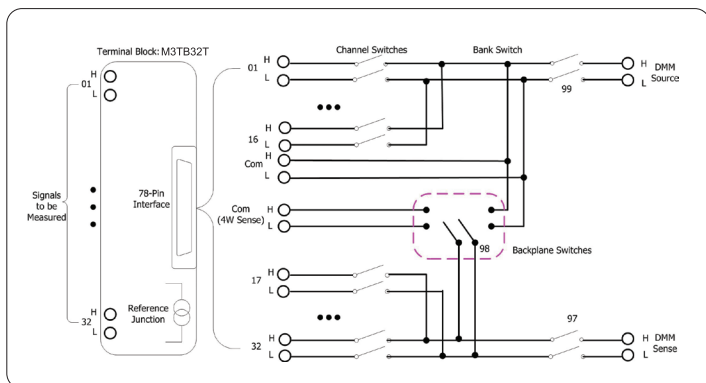 Terminal Block: M3TB32T
H
01
L
Signals
to be
Measured
78-Pin
Interface
Reference
Junction
H
32
L
Channel Switches
Bank Switch
01
H
L
H
16
L
H
Com
L
Com
(4W Sense)
H
L
17
H
L
32
H
L
99
H
DMM
Source
L
98
Backplane Switches
97
H
DMM
Sense
L